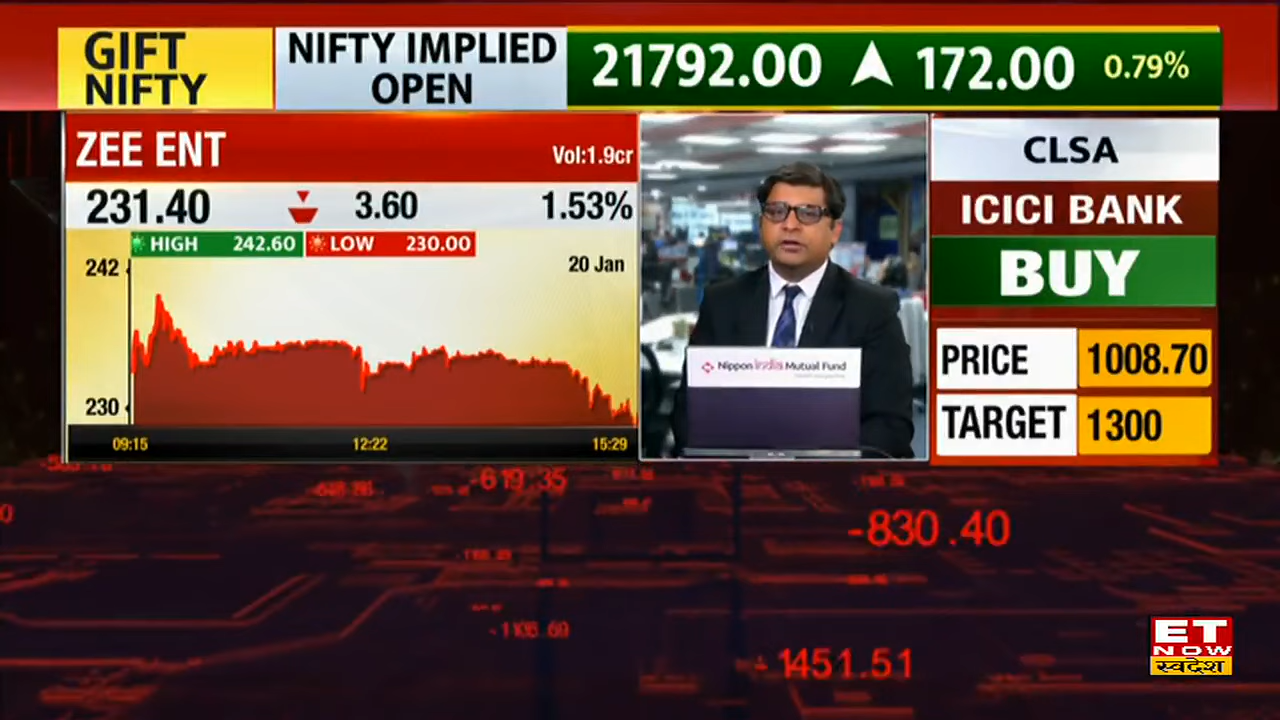 GIFT
NIFTY
NIFTY IMPLIED
OPEN
21792.00 172.00 0.79%
ZEE ENT
Vol:1.9cr
231.40 3.60 1.53%
HIGH 242.60 LOW 230.00
20 Jan
242
230
09:15 12:22 15:29
Nippon India Mutual Fund
CLSA
ICICI BANK
BUY
PRICE 1008.70
TARGET 1300
-619.35
-830.40
-1451.51
ET
NOW
स्वदेश